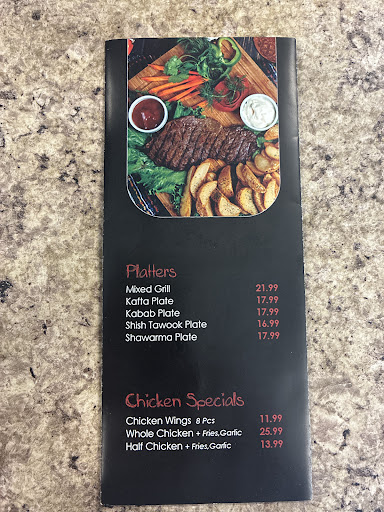 Platters
Mixed Grill 21.99
Kafta Plate 17.99
Kabab Plate 17.99
Shish Tawook Plate 16.99
Shawarma Plate 17.99
Chicken Specials
Chicken Wings 8 Pcs 11.99
Whole Chicken + Fries,Garlic 25.99
Half Chicken + Fries,Garlic 13.99